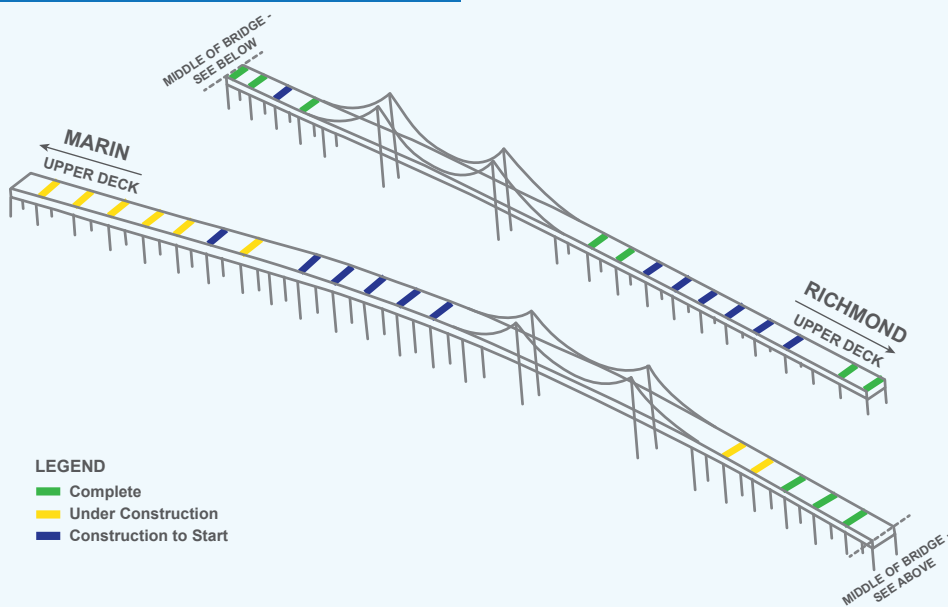 MIDDLE OF BRIDGE -
SEE BELOW
MARIN
UPPER DECK
RICHMOND
UPPER DECK
LEGEND
Complete
Under Construction
Construction to Start
MIDDLE OF BRIDGE -
SEE ABOVE